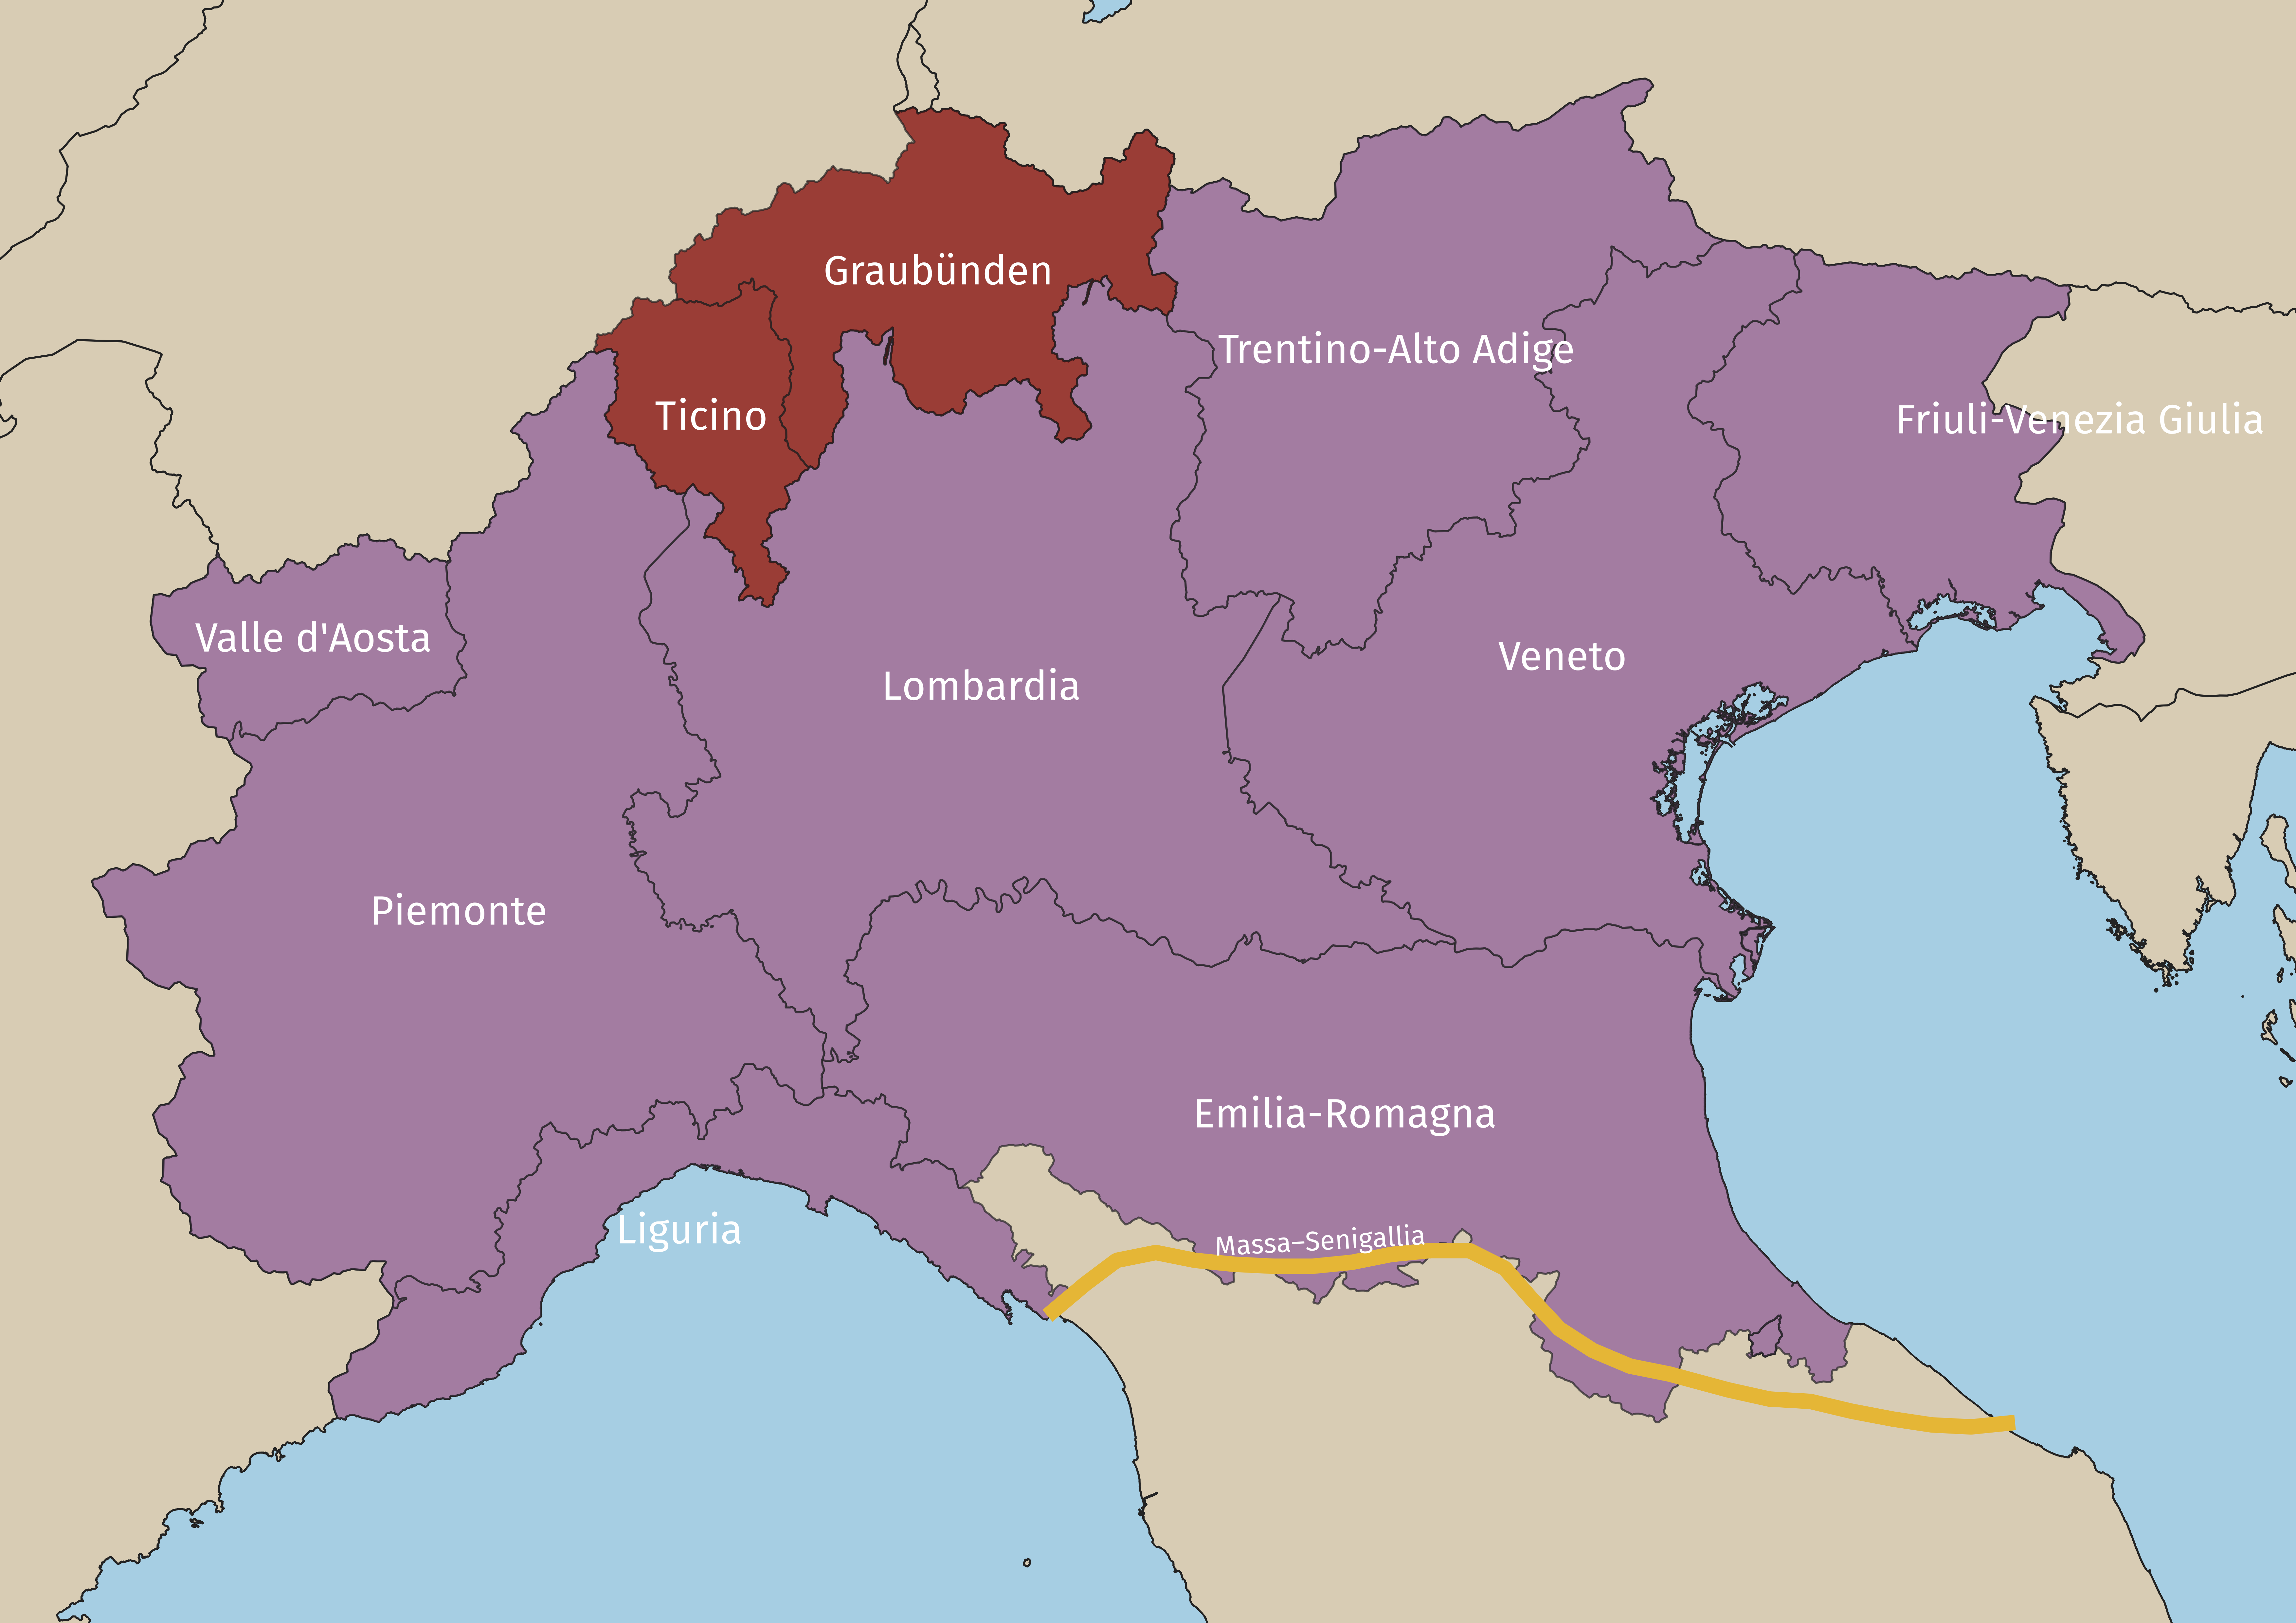 Graubünden
Trentino-Alto Adige
Ticino
Friuli-Venezia Giulia
Valle d'Aosta
Lombardia
Veneto
Piemonte
Emilia-Romagna
Liguria
Massa–Senigallia